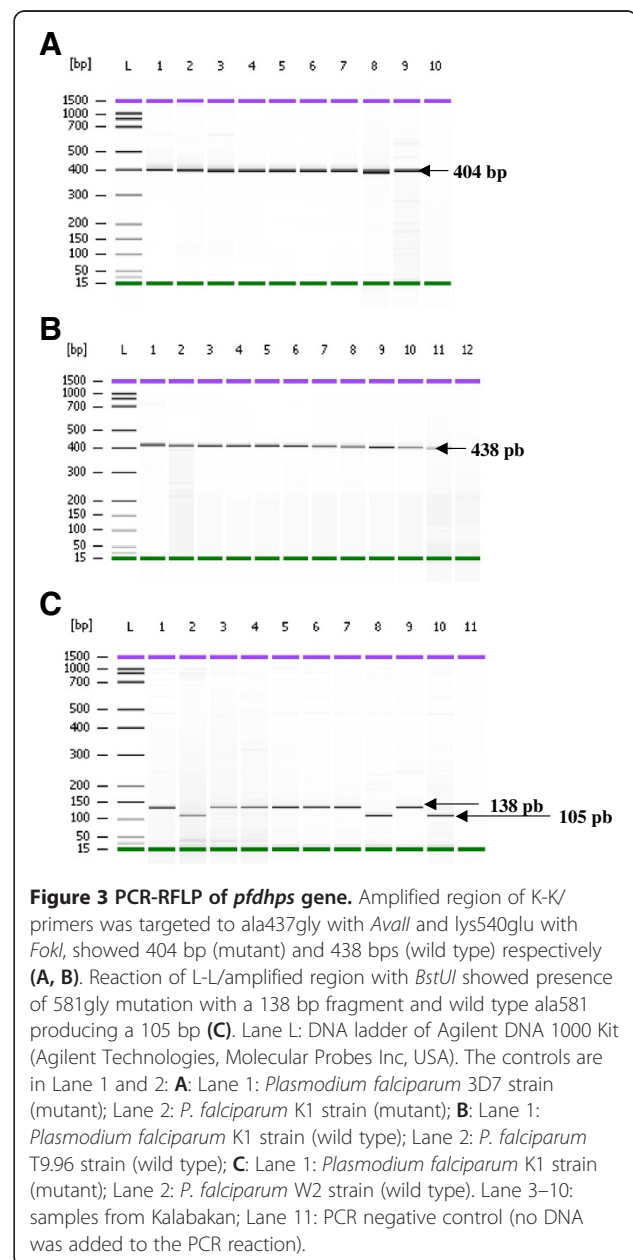 A
[bp] L 1 2 3 4 5 6 7 8 9 10
1500
1000
700
500
400
404 bp
300
200
150
100
50
15
B
[bp] L 1 2 3 4 5 6 7 8 9 10 11 12
1500
1000
700
500
400
438 pb
300
200
150
100
50
15
C
[bp] L 1 2 3 4 5 6 7 8 9 10 11
1500
1000
700
500
400
300
200
150
138 pb
100
105 pb
50
15
Figure 3 PCR-RFLP of pfdhps gene. Amplified region of K-K/
primers was targeted to ala437gly with AvaII and lys540glu with
FokI, showed 404 bp (mutant) and 438 bps (wild type) respectively
(A, B). Reaction of L-L/amplified region with BstUI showed presence
of 581gly mutation with a 138 bp fragment and wild type ala581
producing a 105 bp (C). Lane L: DNA ladder of Agilent DNA 1000 Kit
(Agilent Technologies, Molecular Probes Inc, USA). The controls are
in Lane 1 and 2: A: Lane 1: Plasmodium falciparum 3D7 strain
(mutant); Lane 2: P. falciparum K1 strain (mutant); B: Lane 1:
Plasmodium falciparum K1 strain (wild type); Lane 2: P. falciparum
T9.96 strain (wild type); C: Lane 1: Plasmodium falciparum K1 strain
(mutant); Lane 2: P. falciparum W2 strain (wild type). Lane 3–10:
samples from Kalabakan; Lane 11: PCR negative control (no DNA
was added to the PCR reaction).